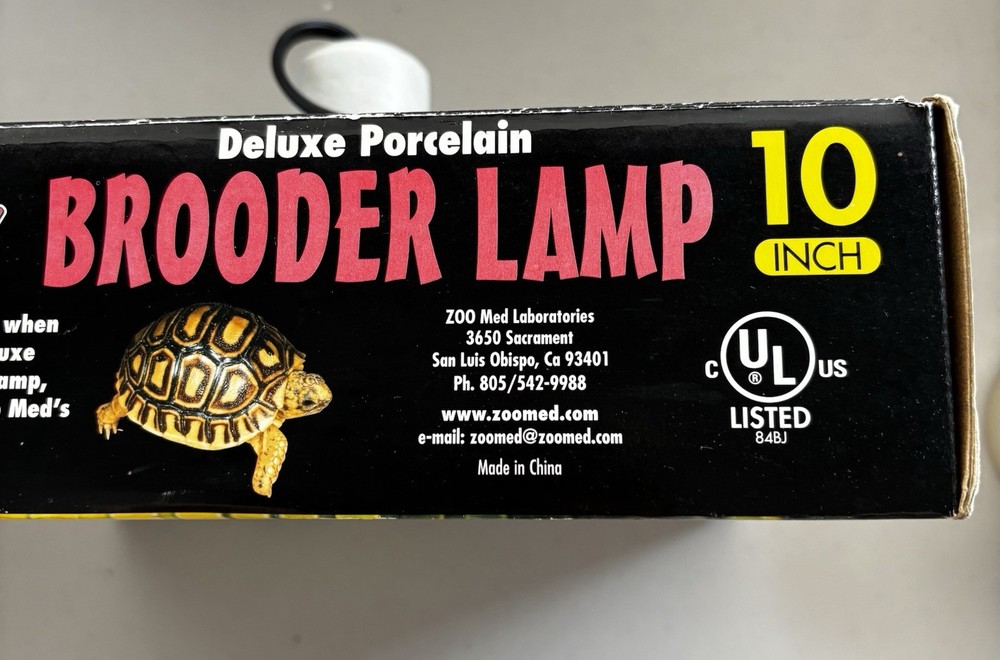 Deluxe Porcelain
BROODER LAMP
10
INCH
when
uxe
amp,
Med's
ZOO Med Laboratories
3650 Sacrament
San Luis Obispo, Ca 93401
Ph. 805/542-9988
www.zoomed.com
e-mail: zoomed@zoomed.com
Made in China
C UL ® US
LISTED
84BJ